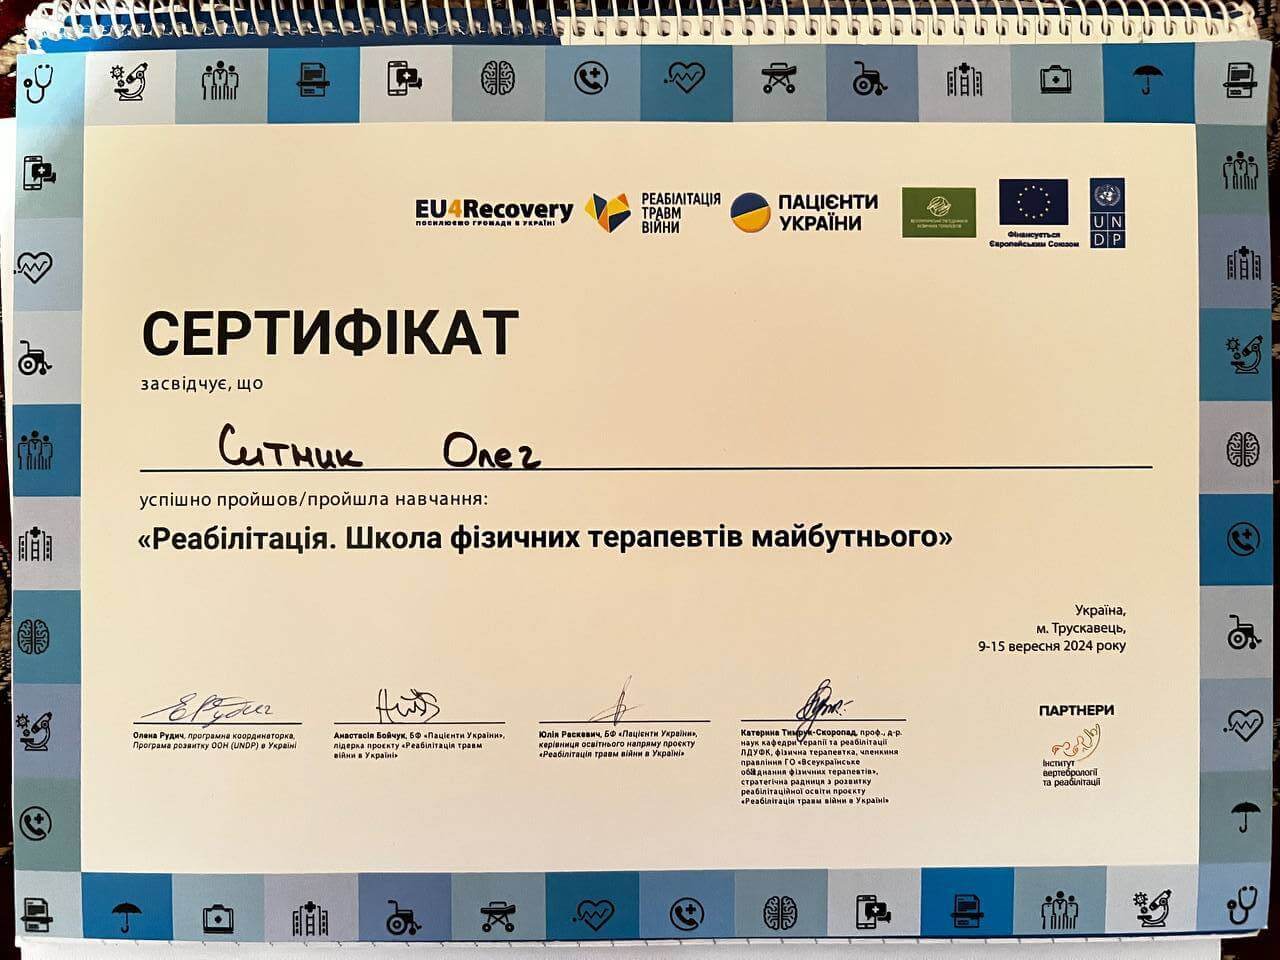 EU4Recovery
ПОСИЛЮЄМО ГРОМАДИ В УКРАЇНІ
РЕАБІЛІТАЦІЯ
ТРАВМ
ВІЙНИ
ПАЦІЄНТИ
УКРАЇНИ
Фінансується
Європейським Союзом
UN
DP
СЕРТИФІКАТ
засвідчує, що
Ситник Олег
успішно пройшов/пройшла навчання:
«Реабілітація. Школа фізичних терапевтів майбутнього»
Україна,
м. Трускавець,
9-15 вересня 2024 року
Олена Рудич, програмна координаторка,
Програма розвитку ООН (UNDP) в Україні
Анастасія Бойчук, БФ «Пацієнти України»,
лідерка проєкту «Реабілітація травм
війни в Україні»
Юлія Раскевич, БФ «Пацієнти України»,
керівниця освітнього напряму проєкту
«Реабілітація травм війни в Україні»
Катерина Тимрук-Скоропад, проф., д-р.
наук кафедри терапії та реабілітації
ЛДУФК, фізична терапевтка, членкиня
правління ГО «Всеукраїнське
об'єднання фізичних терапевтів»,
стратегічна радниця з розвитку
реабілітаційної освіти проєкту
«Реабілітація травм війни в Україні»
ПАРТНЕРИ
Інститут
вертебрології
та реабілітації